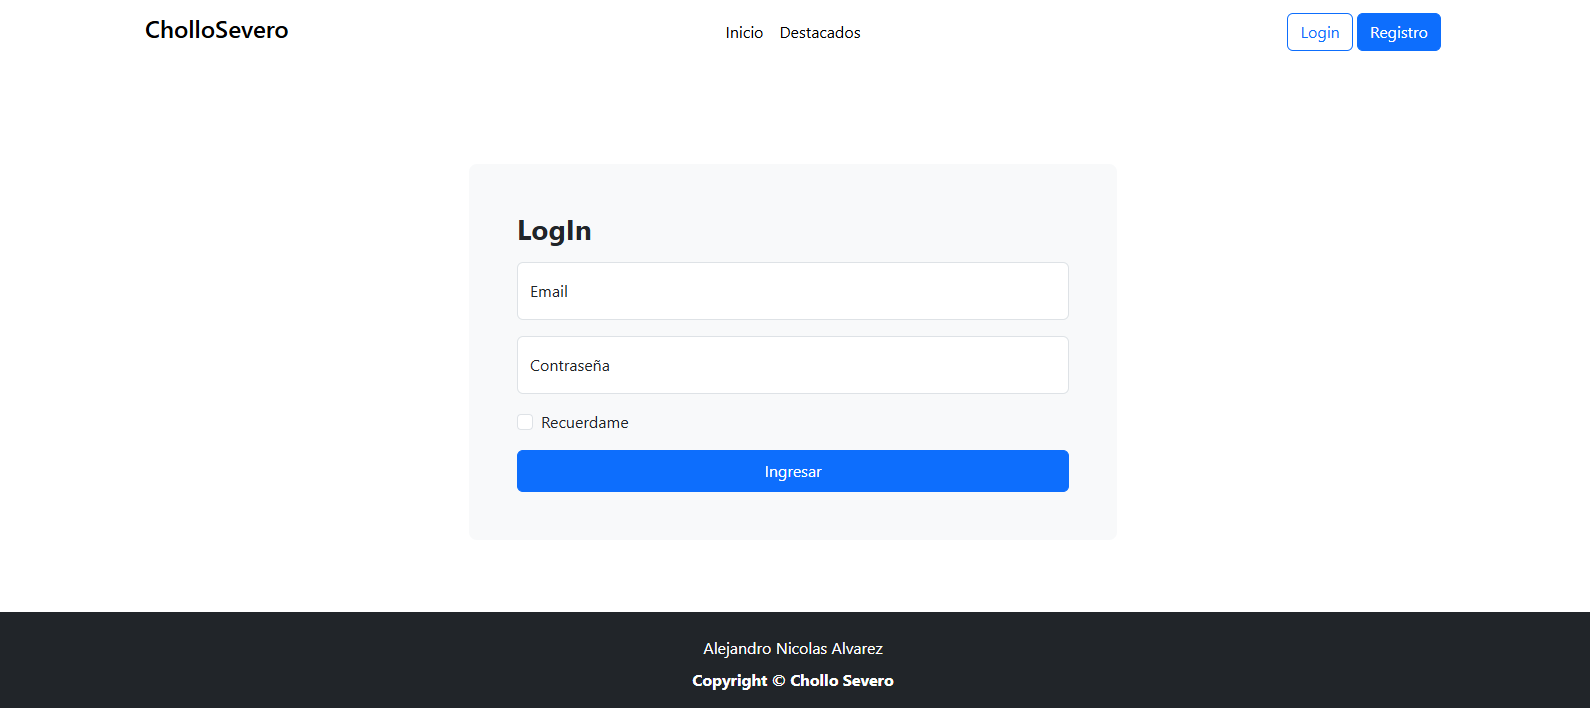 CholloSevero
Inicio Destacados
Login Registro
LogIn
Email
Contraseña
Recuerdame
Ingresar
Alejandro Nicolas Alvarez
Copyright © Chollo Severo